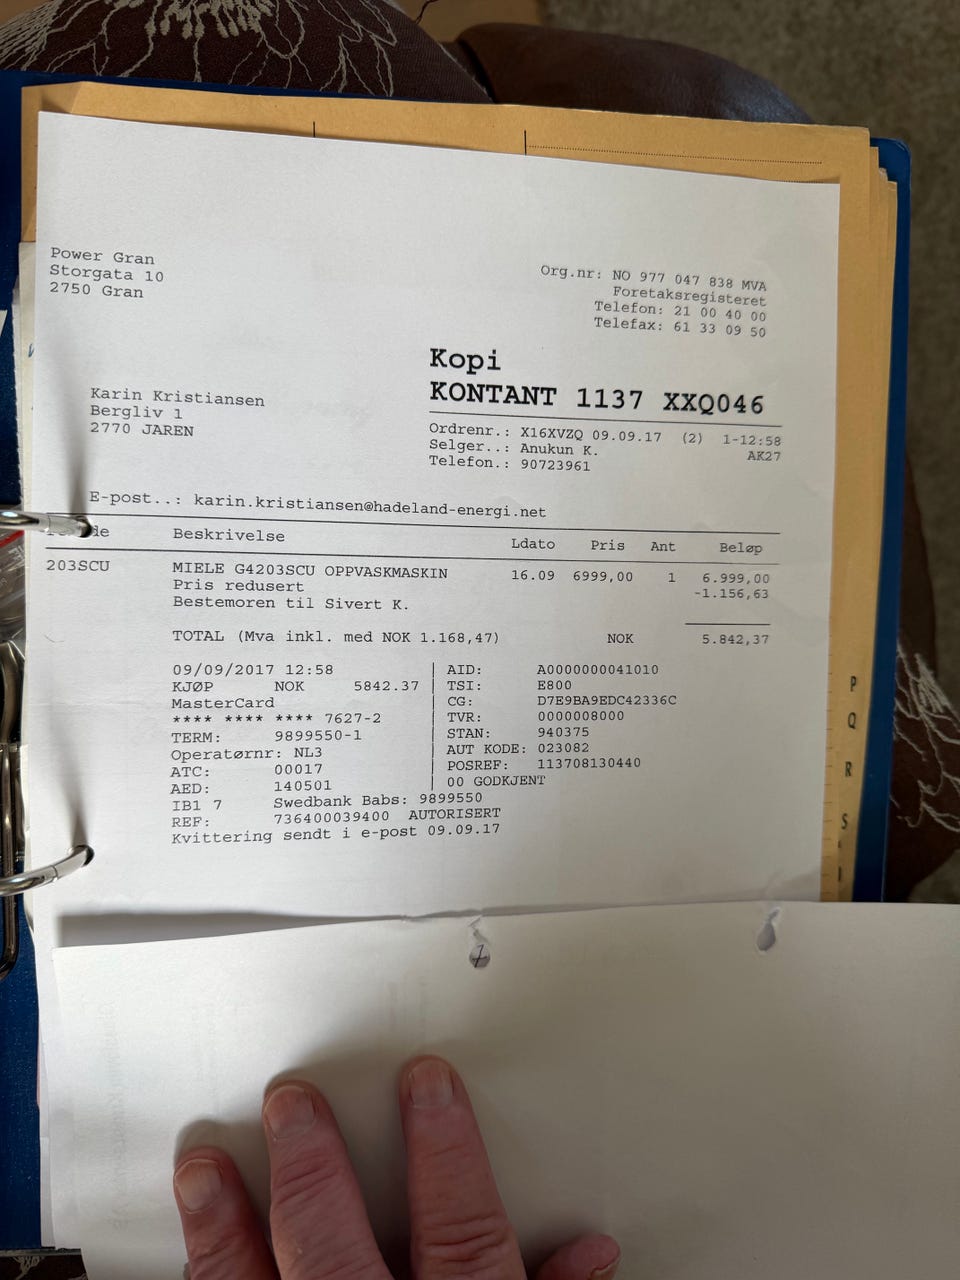 Power Gran
Storgata 10
2750 Gran
Org.nr: NO 977 047 838 MVA
Foretaksregisteret
Telefon: 21 00 40 00
Telefax: 61 33 09 50
Kopi
KONTANT 1137 XXQ046
Karin Kristiansen
Bergliv 1
2770 JAREN
Ordrenr.: X16XVZQ 09.09.17 (2) 1-12:58
Selger..: Anukun K. AK27
Telefon.: 90723961
E-post..: karin.kristiansen@hadeland-energi.net
de Beskrivelse Ldato Pris Ant Beløp
203SCU MIELE G4203SCU OPPVASKMASKIN 16.09 6999,00 1 6.999,00
Pris redusert -1.156,63
Bestemoren til Sivert K.
TOTAL (Mva inkl. med NOK 1.168,47) NOK 5.842,37
09/09/2017 12:58
KJØP NOK 5842.37
MasterCard
**** **** **** 7627-2
TERM: 9899550-1
Operatørnr: NL3
ATC: 00017
AED: 140501
IB1 7 Swedbank Babs: 9899550
REF: 736400039400 AUTORISERT
Kvittering sendt i e-post 09.09.17
AID: A0000000041010
TSI: E800
CG: D7E9BA9EDC42336C
TVR: 0000008000
STAN: 940375
AUT KODE: 023082
POSREF: 113708130440
00 GODKJENT
P
Q
R
S